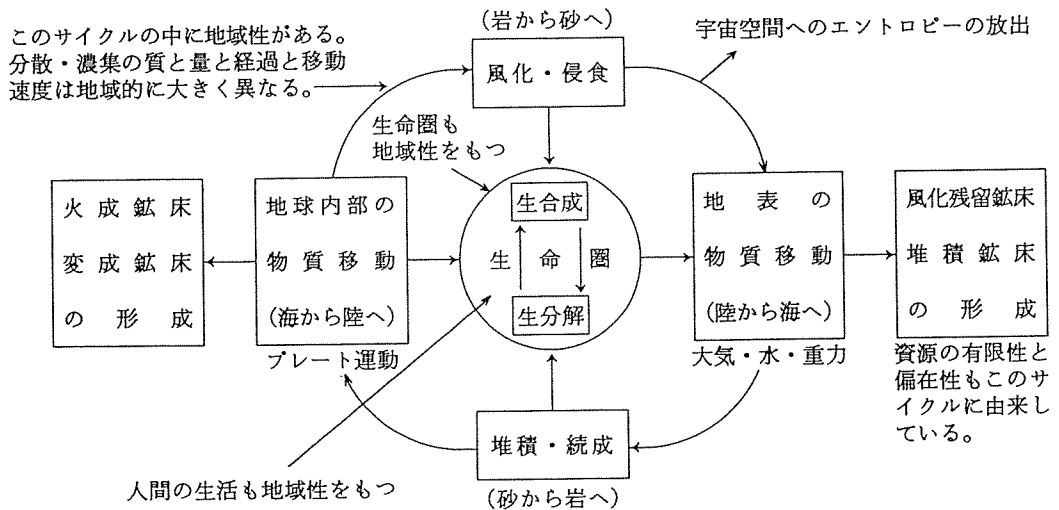 (岩から砂へ)
宇宙空間へのエントロピーの放出
このサイクルの中に地域性がある。
分散・濃集の質と量と経過と移動
速度は地域的に大きく異なる。
風化・侵食
生命圏も
地域性をもつ
火成鉱床
変成鉱床
の形成
地球内部の
物質移動
(海から陸へ)
プレート運動
生合成
生命圏
生分解
地表の
物質移動
(陸から海へ)
大気・水・重力
風化残留鉱床
堆積鉱床
の形成
資源の有限性と
偏在性もこのサ
イクルに由来し
ている。
堆積・続成
(砂から岩へ)
人間の生活も地域性をもつ